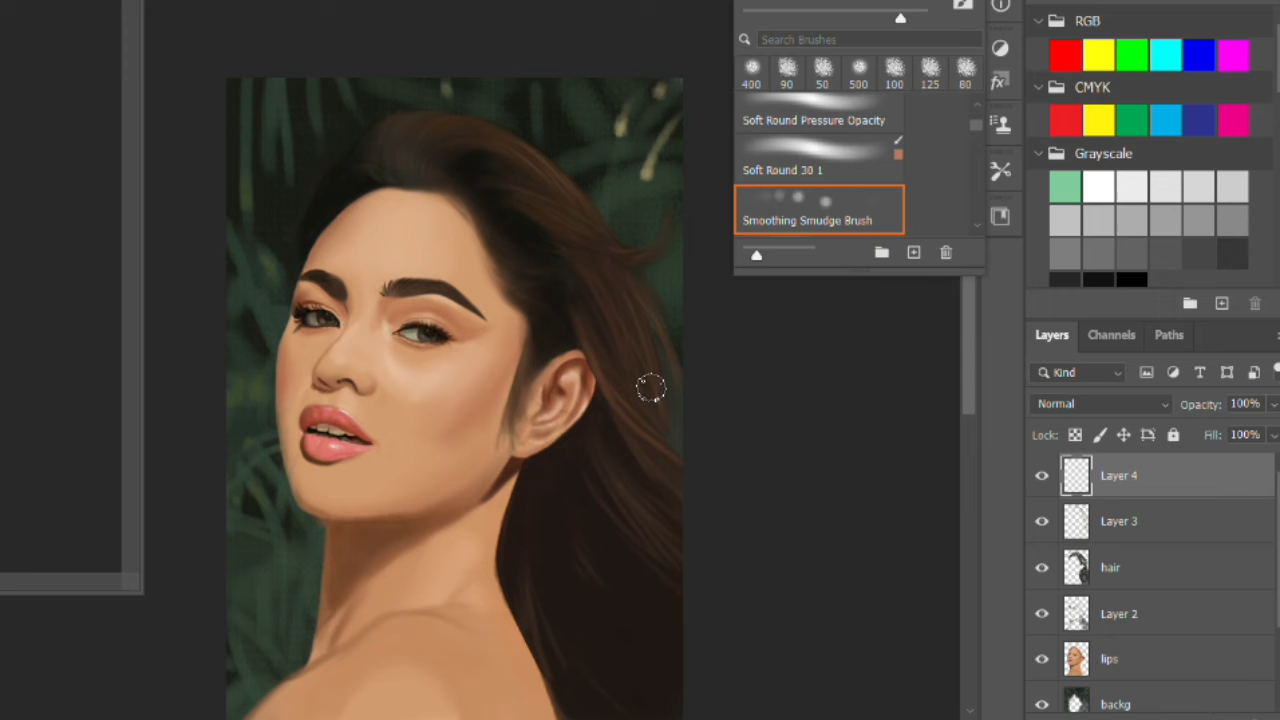 Search Brushes
400 90 50 500 100 125 80
Soft Round Pressure Opacity
Soft Round 30 1
Smoothing Smudge Brush
RGB
CMYK
Grayscale
Layers Channels Paths
Kind
Normal Opacity: 100%
Lock: Fill: 100%
Layer 4
Layer 3
hair
Layer 2
lips
backg